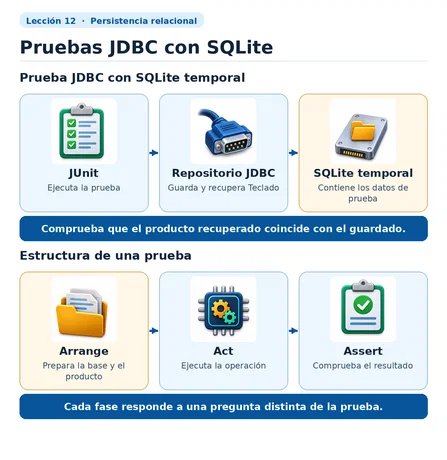 Lección 12 · Persistencia relacional
Pruebas JDBC con SQLite
Prueba JDBC con SQLite temporal
JUnit
Ejecuta la prueba
Repositorio JDBC
Guarda y recupera Teclado
SQLite temporal
Contiene los datos de
prueba
Comprueba que el producto recuperado coincide con el guardado.
Estructura de una prueba
Arrange
Prepara la base y el
producto
Act
Ejecuta la operación
Assert
Comprueba el resultado
Cada fase responde a una pregunta distinta de la prueba.